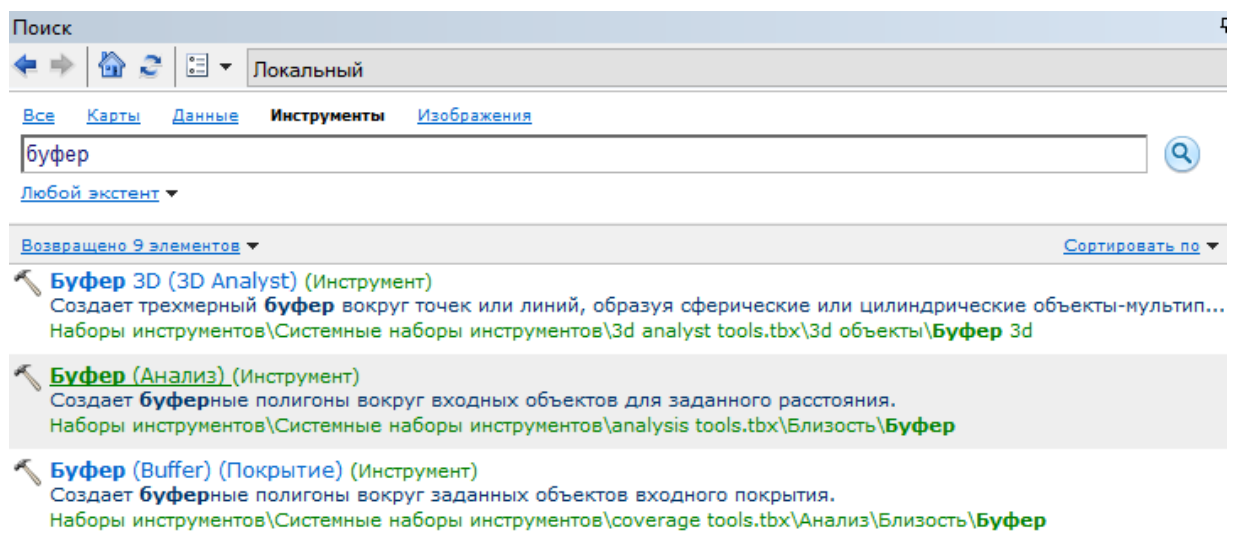 Поиск
Локальный
Все Карты Данные Инструменты Изображения
буфер
Любой экстент
Возвращено 9 элементов Сортировать по
Буфер 3D (3D Analyst) (Инструмент)
Создает трехмерный буфер вокруг точек или линий, образуя сферические или цилиндрические объекты-мультип...
Наборы инструментов\Системные наборы инструментов\3d analyst tools.tbx\3d объекты\Буфер 3d
Буфер (Анализ) (Инструмент)
Создает буферные полигоны вокруг входных объектов для заданного расстояния.
Наборы инструментов\Системные наборы инструментов\analysis tools.tbx\Близость\Буфер
Буфер (Buffer) (Покрытие) (Инструмент)
Создает буферные полигоны вокруг заданных объектов входного покрытия.
Наборы инструментов\Системные наборы инструментов\coverage tools.tbx\Анализ\Близость\Буфер